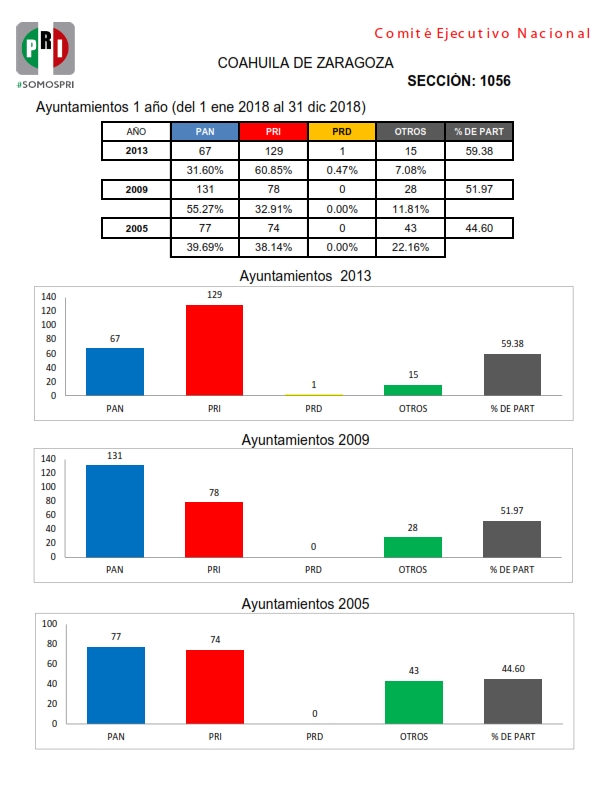 Comité Ejecutivo Nacional
PRI
#SOMOSPRI
COAHUILA DE ZARAGOZA
SECCIÓN: 1056
Ayuntamientos 1 año (del 1 ene 2018 al 31 dic 2018)
AÑO PAN PRI PRD OTROS % DE PART
2013 67 129 1 15 59.38
31.60% 60.85% 0.47% 7.08%
2009 131 78 0 28 51.97
55.27% 32.91% 0.00% 11.81%
2005 77 74 0 43 44.60
39.69% 38.14% 0.00% 22.16%
Ayuntamientos 2013
140
120
100
80
60
40
20
0
67 129 1 15 59.38
PAN PRI PRD OTROS % DE PART
Ayuntamientos 2009
140
120
100
80
60
40
20
0
131 78 0 28 51.97
PAN PRI PRD OTROS % DE PART
Ayuntamientos 2005
100
80
60
40
20
0
77 74 0 43 44.60
PAN PRI PRD OTROS % DE PART